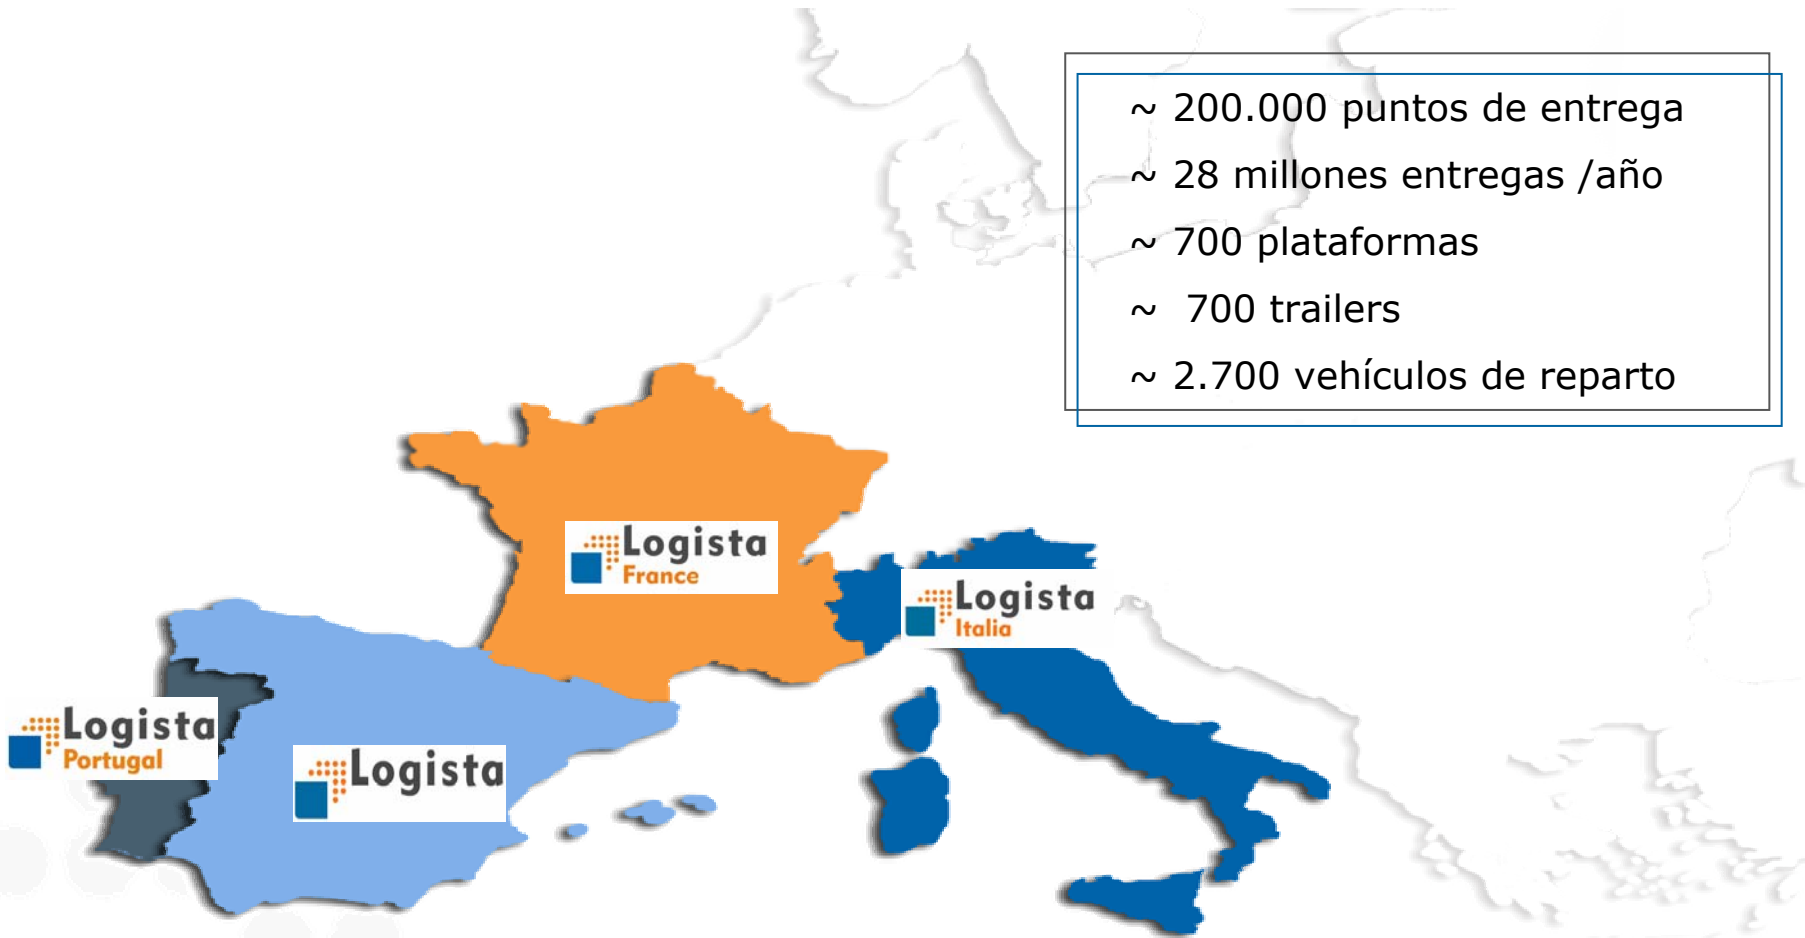 ~ 200.000 puntos de entrega
~ 28 millones entregas /año
~ 700 plataformas
~ 700 trailers
~ 2.700 vehículos de reparto
Logista
France
Logista
Italia
Logista
Portugal
Logista